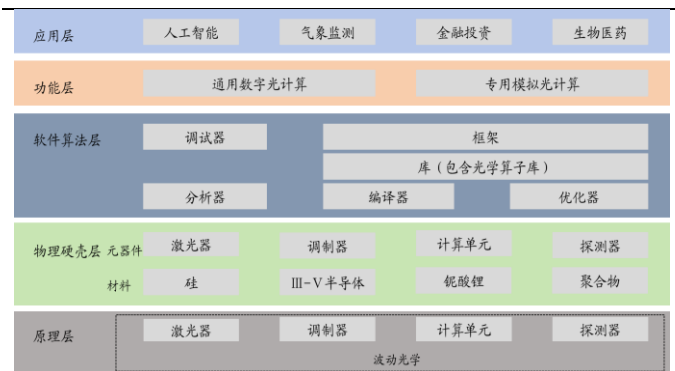 应用层 人工智能 气象监测 金融投资 生物医药
功能层 通用数字光计算 专用模拟光计算
软件算法层 调试器 框架
库（包含光学算子库）
分析器 编译器 优化器
物理硬壳层 元器件 激光器 调制器 计算单元 探测器
材料 硅 III-V半导体 铌酸锂 聚合物
原理层 激光器 调制器 计算单元 探测器
波动光学